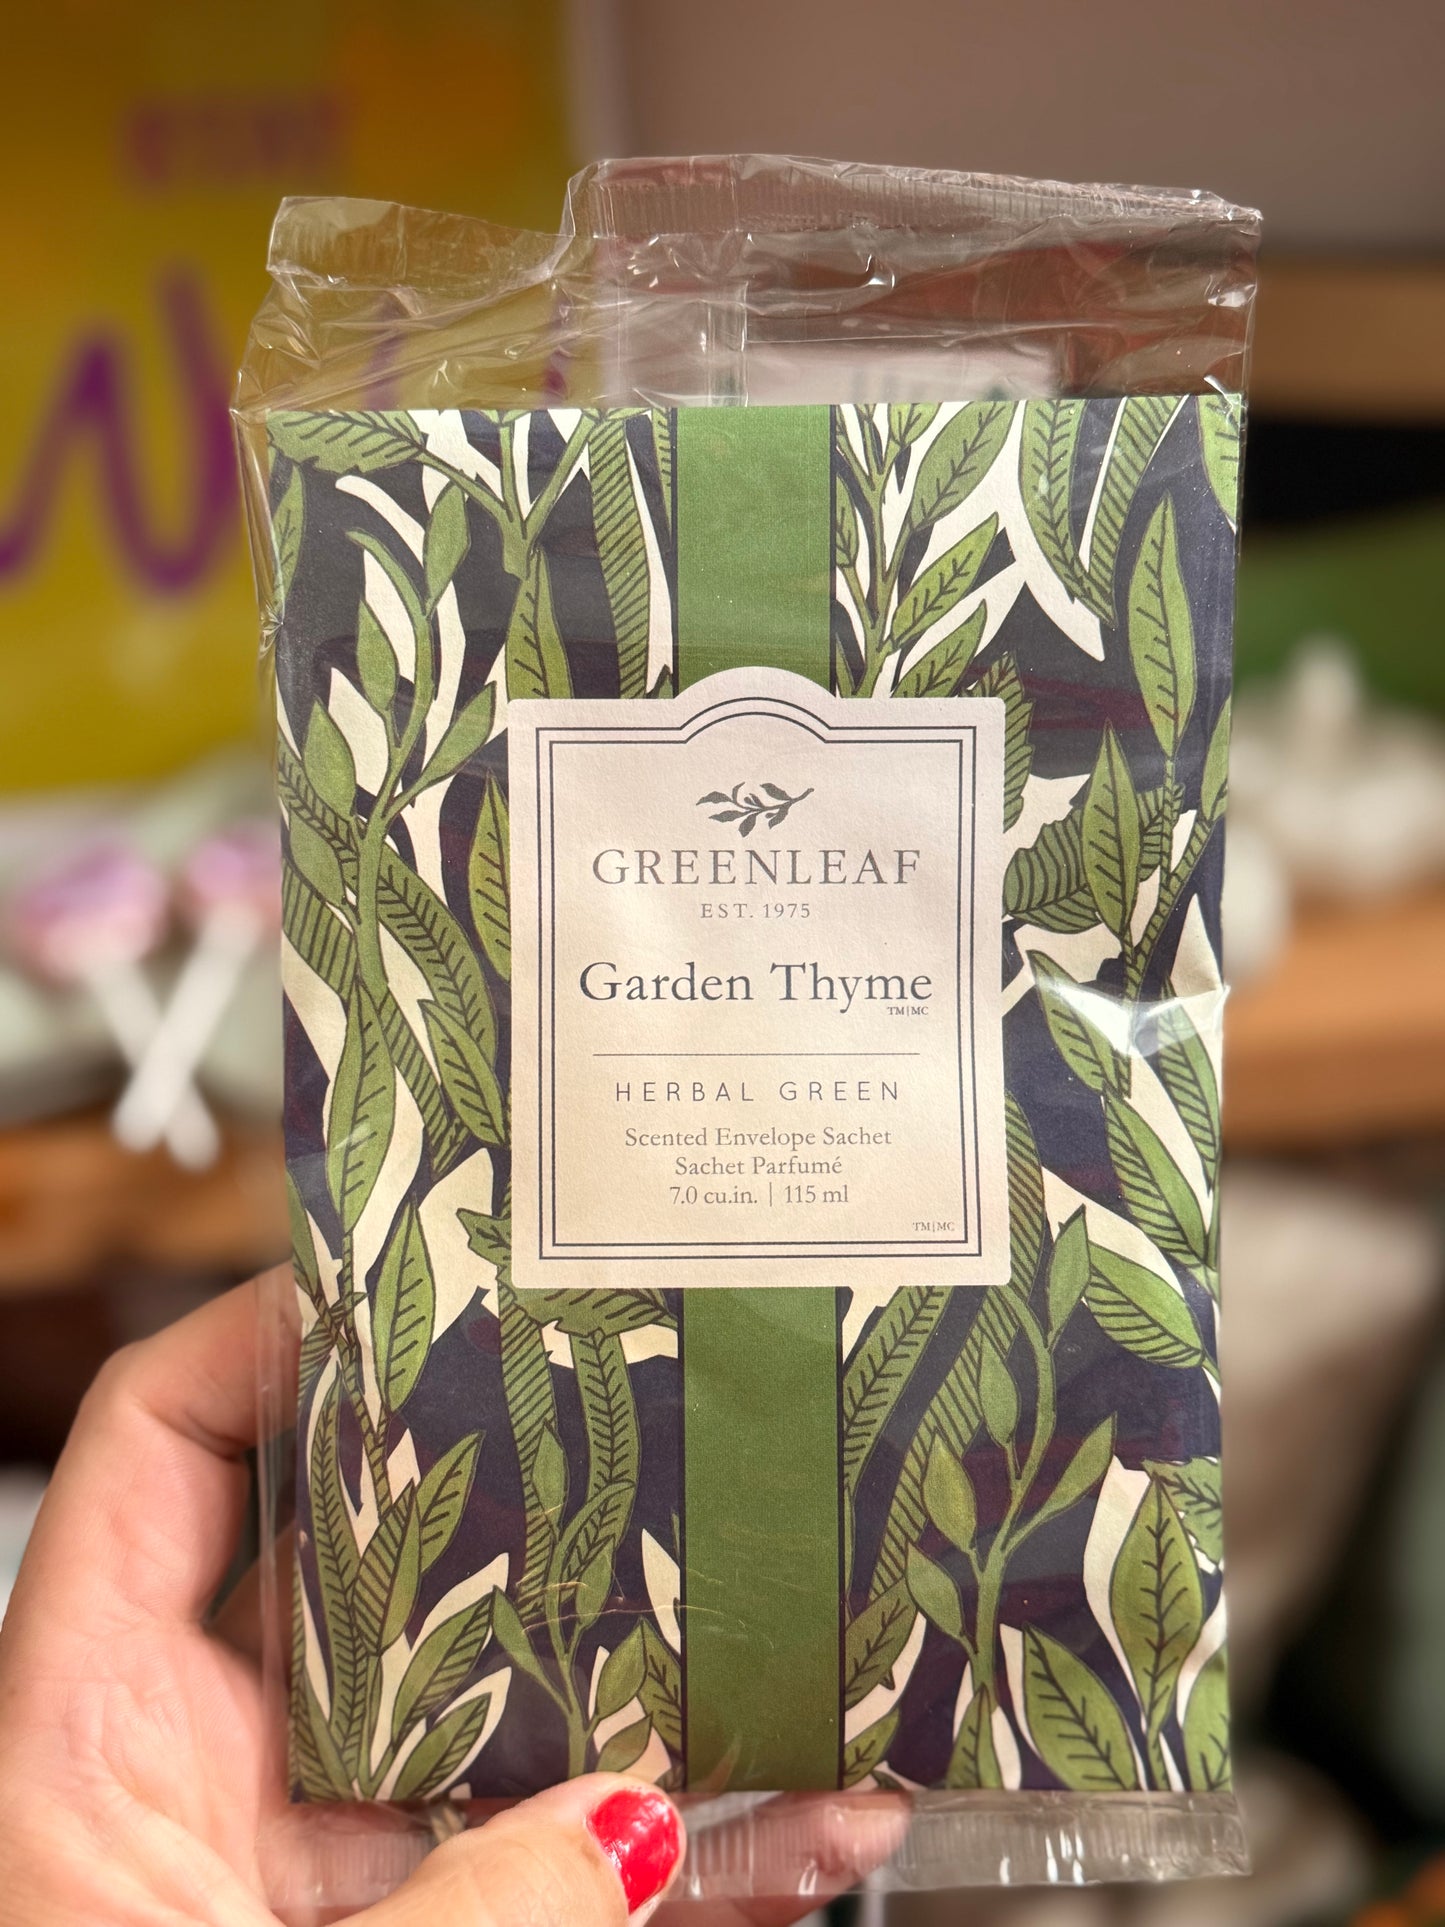 GREENLEAF
EST. 1975
Garden Thyme
TM|MC
HERBAL GREEN
Scented Envelope Sachet
Sachet Parfumé
7.0 cu.in. | 115 ml
TM|MC